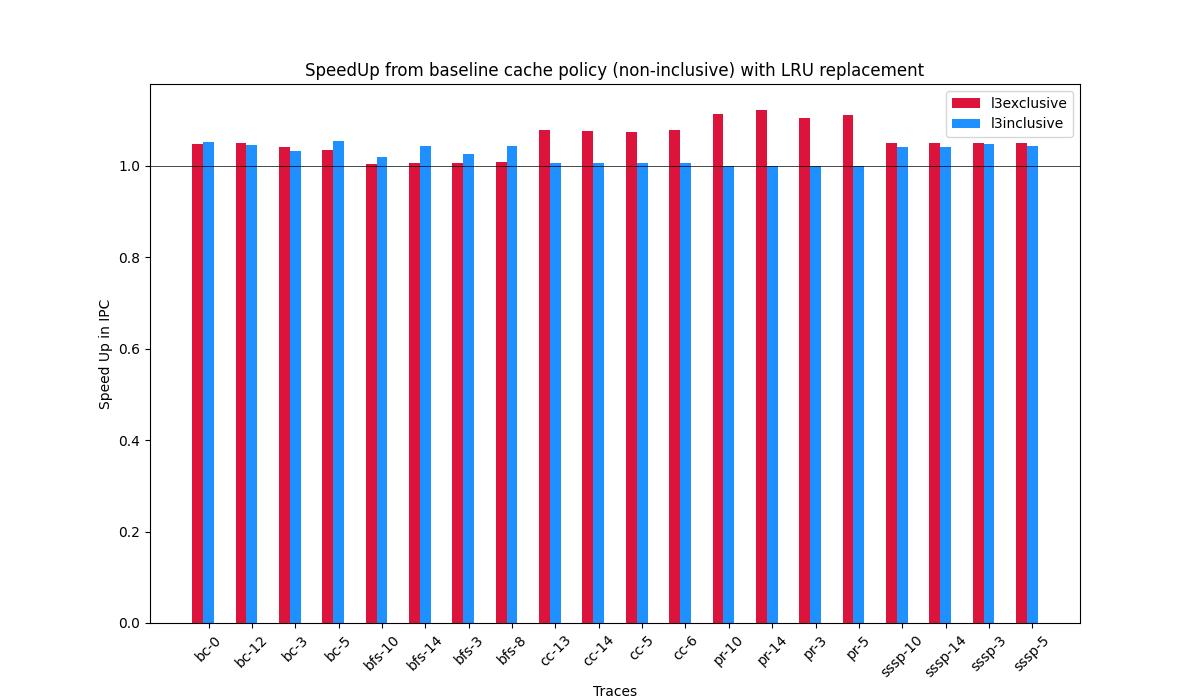 SpeedUp from baseline cache policy (non-inclusive) with LRU replacement
l3exclusive
l3inclusive
1.0
0.8
0.6
0.4
0.2
0.0
Speed Up in IPC
bc-0
bc-12
bc-3
bc-5
bfs-10
bfs-14
bfs-3
bfs-8
cc-13
cc-14
cc-5
cc-6
pr-10
pr-14
pr-3
pr-5
sssp-10
sssp-14
sssp-3
sssp-5
Traces